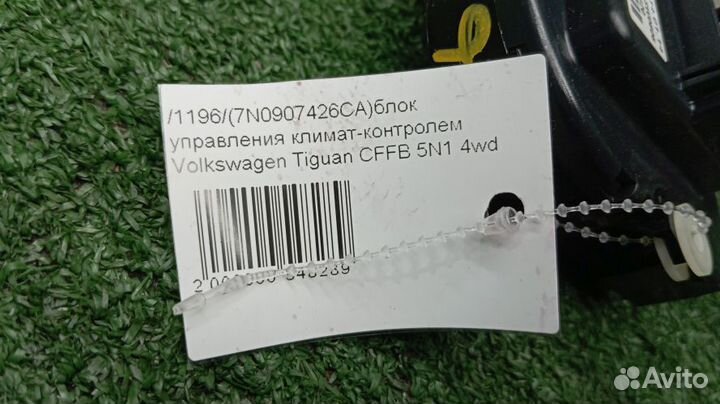 /1196/(7N0907426CA)блок
управления климат-контролем
Volkswagen Tiguan CFFB 5N1 4wd
Avito